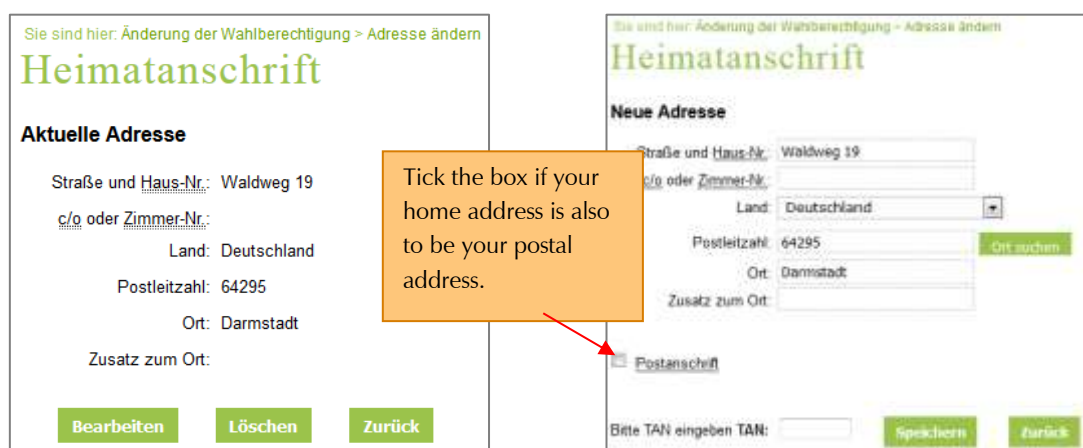 Sie sind hier: Änderung der Wahlberechtigung > Adresse ändern
Heimatanschrift
Aktuelle Adresse
Straße und Haus-Nr.: Waldweg 19
c/o oder Zimmer-Nr.:
Land: Deutschland
Postleitzahl: 64295
Ort: Darmstadt
Zusatz zum Ort:
Bearbeiten Löschen Zurück
Tick the box if your
home address is also
to be your postal
address.
Sie sind hier: Änderung der Wahlberechtigung > Adresse ändern
Heimatanschrift
Neue Adresse
Straße und Haus-Nr.: Waldweg 19
c/o oder Zimmer-Nr.:
Land: Deutschland
Postleitzahl: 64295 Ort suchen
Ort: Darmstadt
Zusatz zum Ort:
Postanschrift
Bitte TAN eingeben TAN: Speichern Zurück